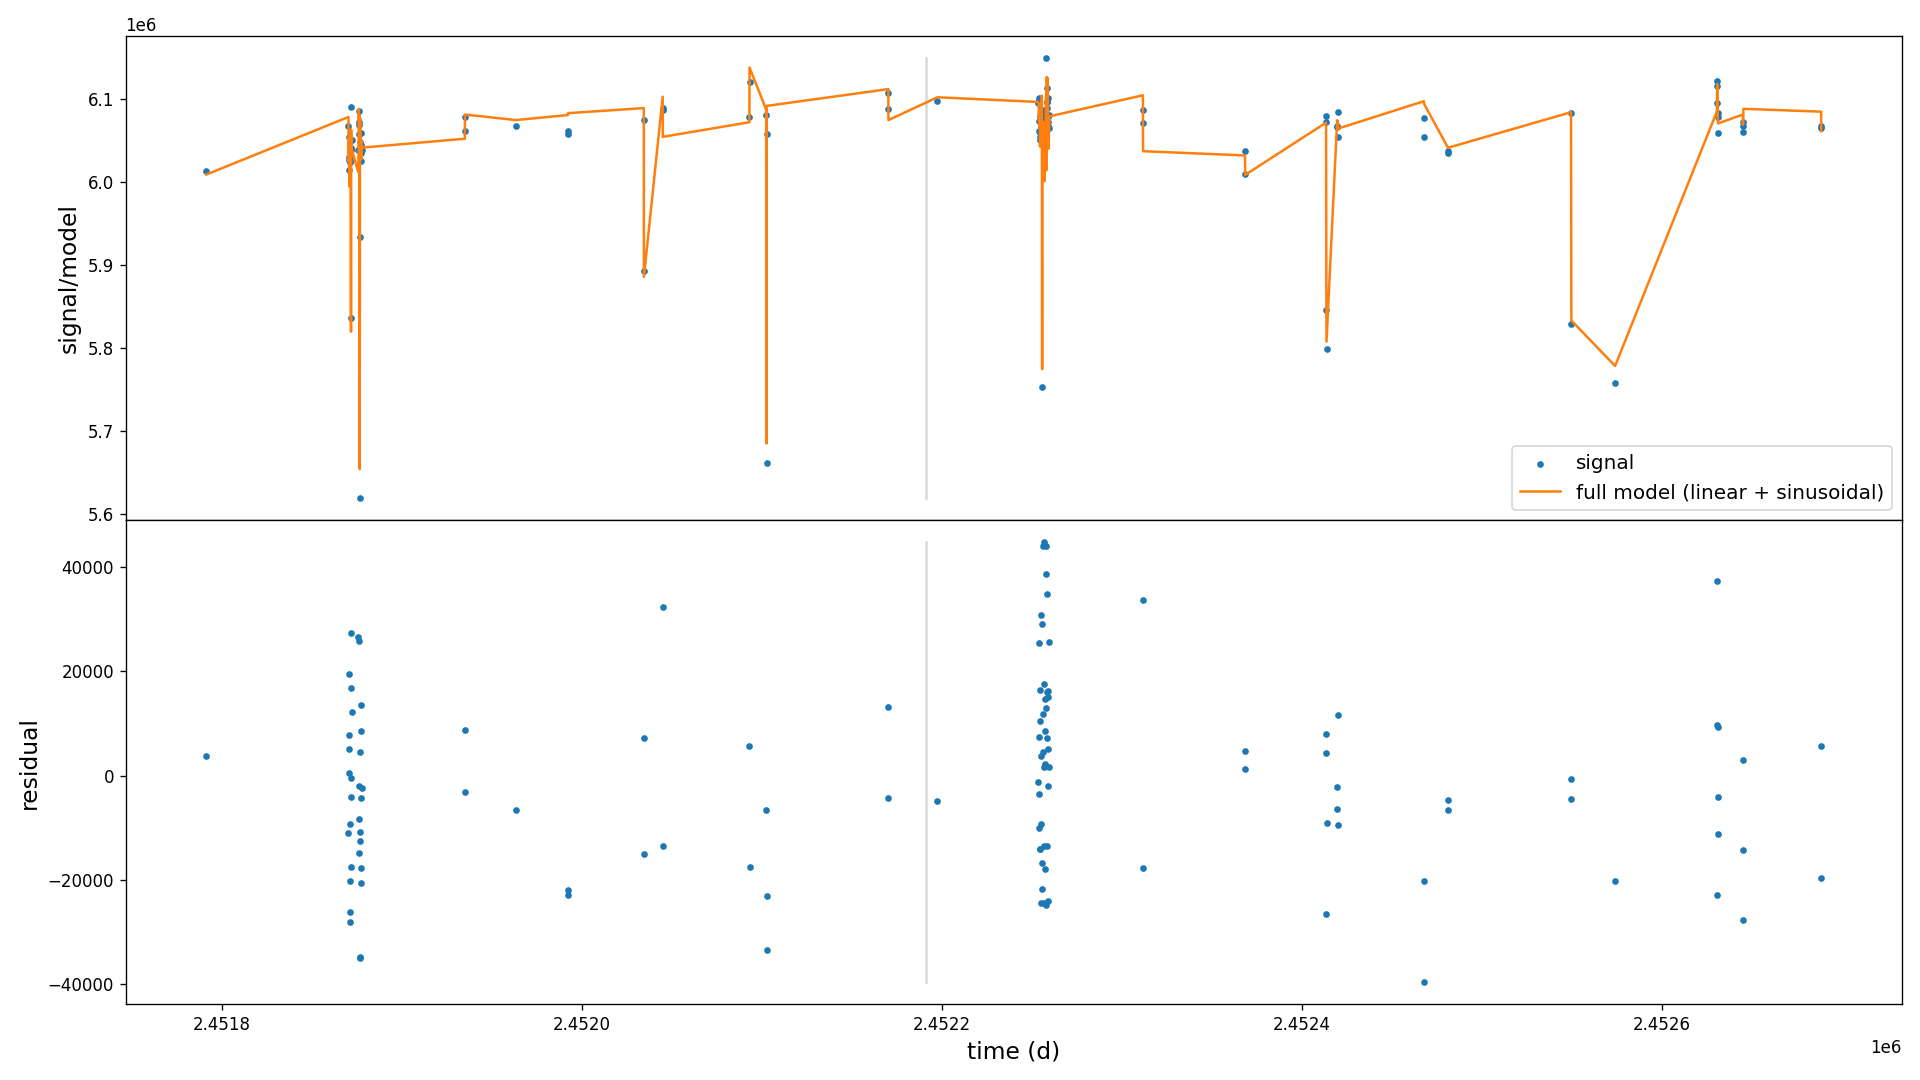 1e6
signal/model
6.1
6.0
5.9
5.8
5.7
5.6
signal
full model (linear + sinusoidal)
residual
40000
20000
0
−20000
−40000
2.4518
2.4520
2.4522
2.4524
2.4526
time (d)
1e6